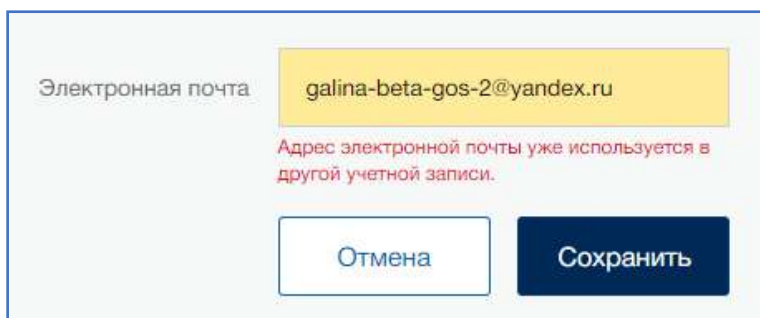 Электронная почта galina-beta-gos-2@yandex.ru
Адрес электронной почты уже используется в
другой учетной записи.
Отмена Сохранить